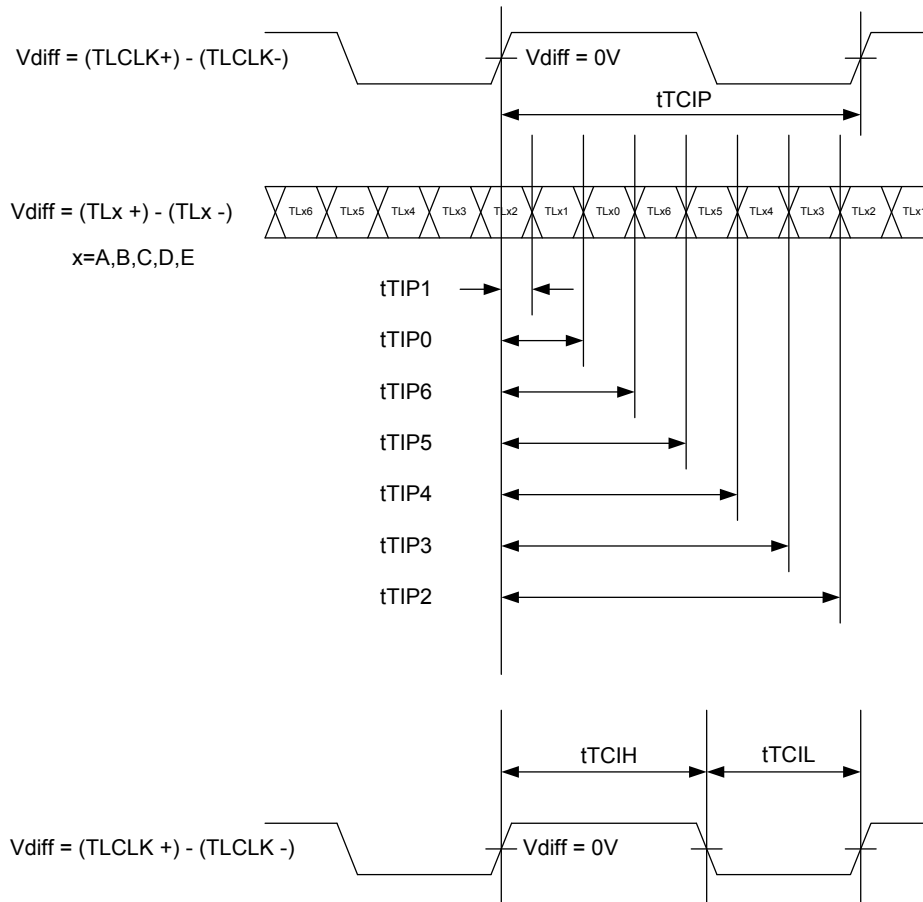 Vdiff = (TLCLK+) - (TLCLK-)
Vdiff = 0V
tTCIP
Vdiff = (TLx +) - (TLx -)
TLx6 TLx5 TLx4 TLx3 TLx2 TLx1 TLx0 TLx6 TLx5 TLx4 TLx3 TLx2 TLx1
x=A,B,C,D,E
tTIP1
tTIP0
tTIP6
tTIP5
tTIP4
tTIP3
tTIP2
tTCIH tTCIL
Vdiff = (TLCLK +) - (TLCLK -)
Vdiff = 0V